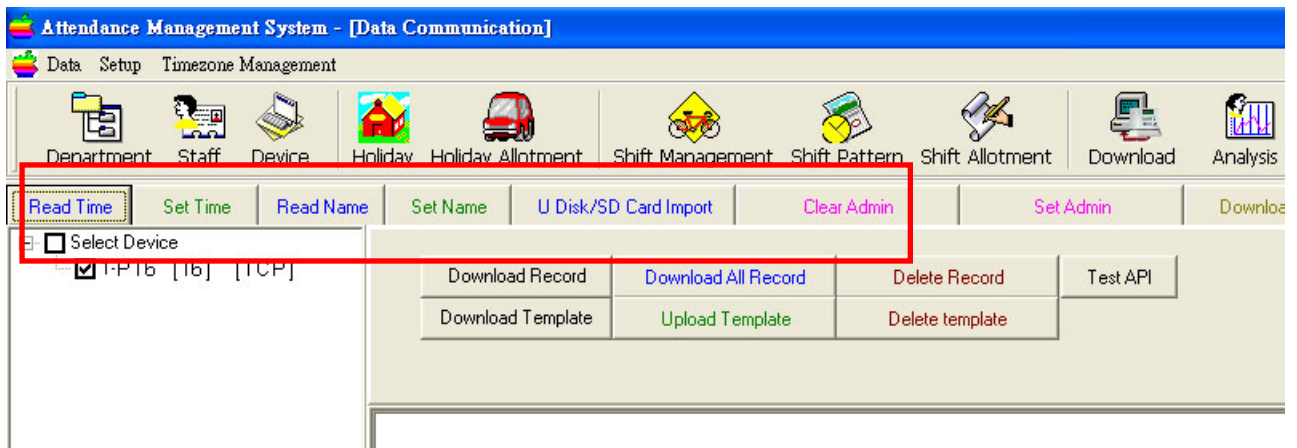 Attendance Management System - [Data Communication]
Data Setup Timezone Management
Department Staff Device Holiday Holiday Allotment Shift Management Shift Pattern Shift Allotment Download Analysis
Read Time Set Time Read Name Set Name U Disk/SD Card Import Clear Admin Set Admin Downloa
Select Device
[16] [TCP]
Download Record Download All Record Delete Record Test API
Download Template Upload Template Delete template